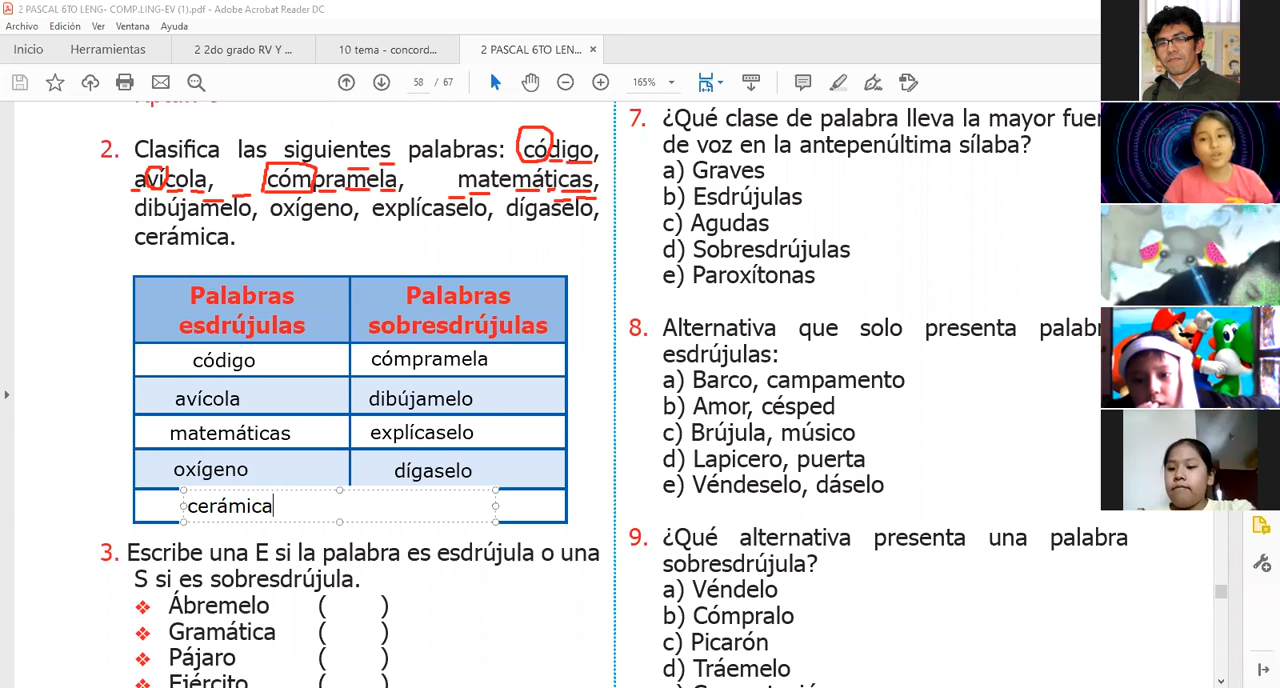 2 PASCAL 6TO LENG- COMP.LING-EV (1).pdf - Adobe Acrobat Reader DC
Archivo Edición Ver Ventana Ayuda
Inicio Herramientas 2 2do grado RV Y ... 10 tema - concord... 2 PASCAL 6TO LEN... ×
58 / 67 165%
2. Clasifica las siguientes palabras: código,
avícola, cómpramela, matemáticas,
dibújamelo, oxígeno, explícaselo, dígaselo,
cerámica.
Palabras esdrújulas
Palabras sobresdrújulas
código cómpramela
avícola dibújamelo
matemáticas explícaselo
oxígeno dígaselo
cerámica
3. Escribe una E si la palabra es esdrújula o una
S si es sobresdrújula.
❖ Ábremelo ( )
❖ Gramática ( )
❖ Pájaro ( )
❖ Ejército ( )
7. ¿Qué clase de palabra lleva la mayor fuer
de voz en la antepenúltima sílaba?
a) Graves
b) Esdrújulas
c) Agudas
d) Sobresdrújulas
e) Paroxítonas
8. Alternativa que solo presenta palabr
esdrújulas:
a) Barco, campamento
b) Amor, césped
c) Brújula, músico
d) Lapicero, puerta
e) Véndeselo, dáselo
9. ¿Qué alternativa presenta una palabra
sobresdrújula?
a) Véndelo
b) Cómpralo
c) Picarón
d) Tráemelo